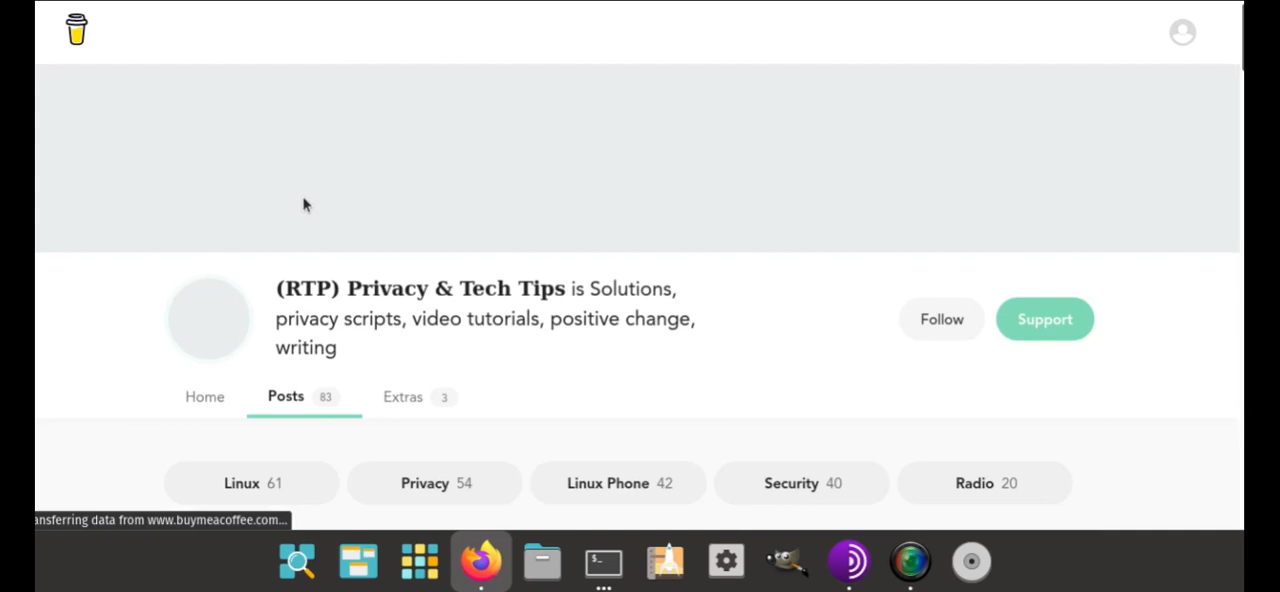 (RTP) Privacy & Tech Tips is Solutions,
privacy scripts, video tutorials, positive change,
writing
Follow
Support
Home
Posts 83
Extras 3
Linux 61
Privacy 54
Linux Phone 42
Security 40
Radio 20
ansferring data from www.buymeacoffee.com...
$_